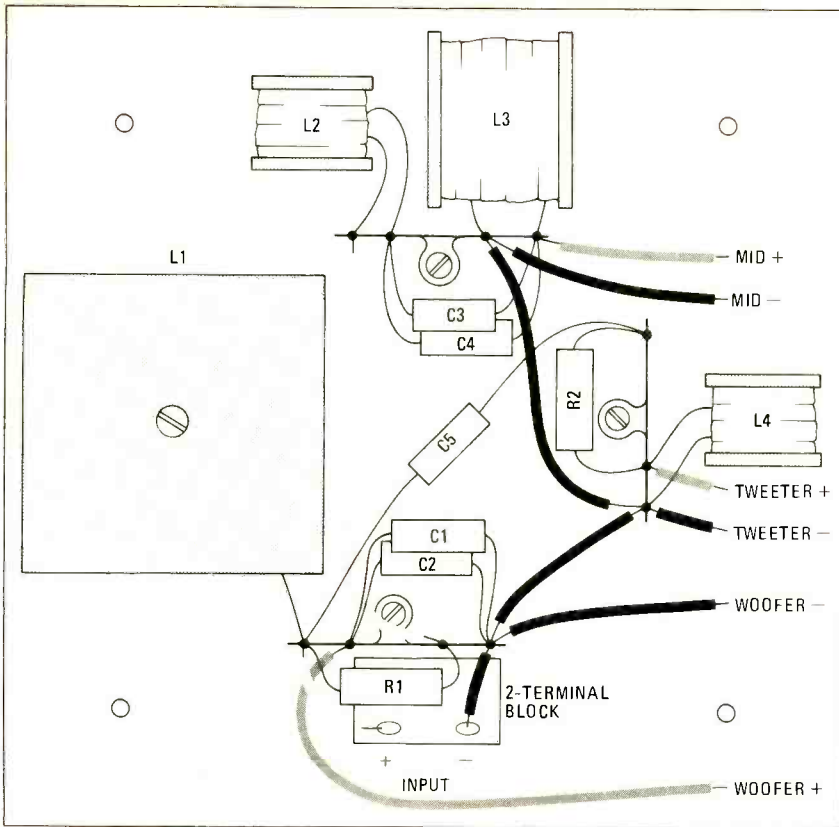 L2
L3
L1
MID +
MID −
C3
C4
R2
L4
C5
TWEETER +
TWEETER −
C1
C2
WOOFER −
R1
2-TERMINAL
BLOCK
+ −
INPUT
WOOFER +